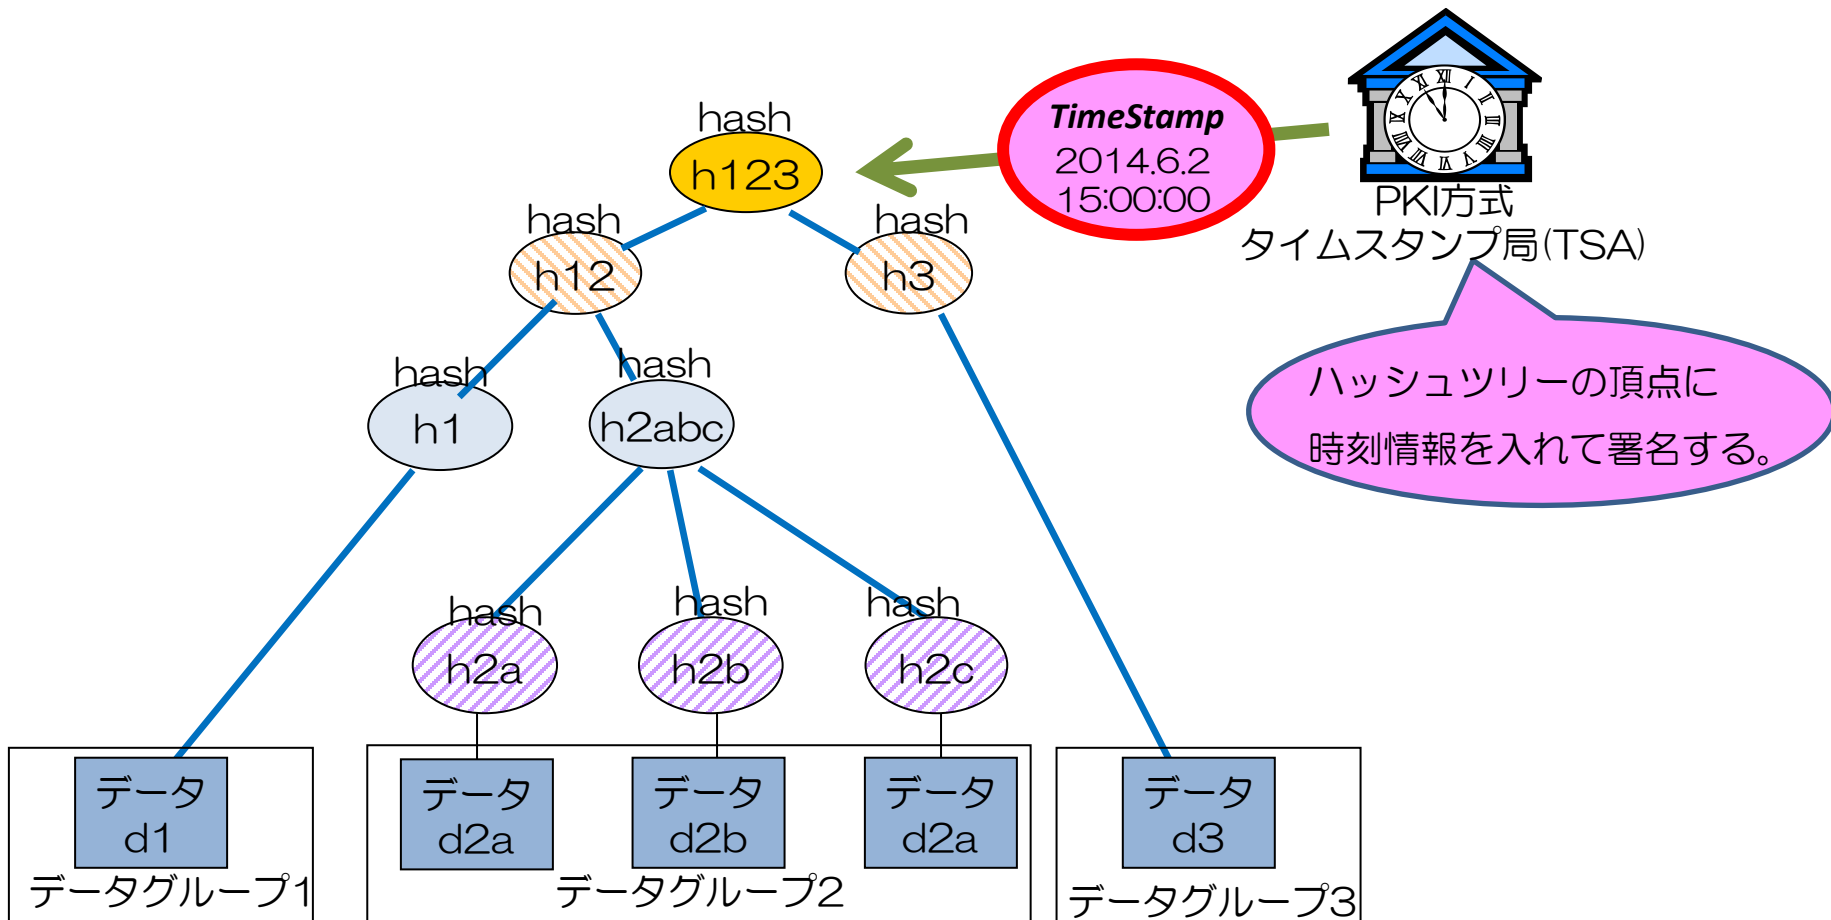 hash
h123
TimeStamp
2014.6.2
15:00:00
PKI方式
タイムスタンプ局(TSA)
hash
h12
hash
h3
ハッシュツリーの頂点に
時刻情報を入れて署名する。
hash
h1
hash
h2abc
hash
h2a
hash
h2b
hash
h2c
データ
d1
データグループ1
データ
d2a
データ
d2b
データ
d2a
データグループ2
データ
d3
データグループ3